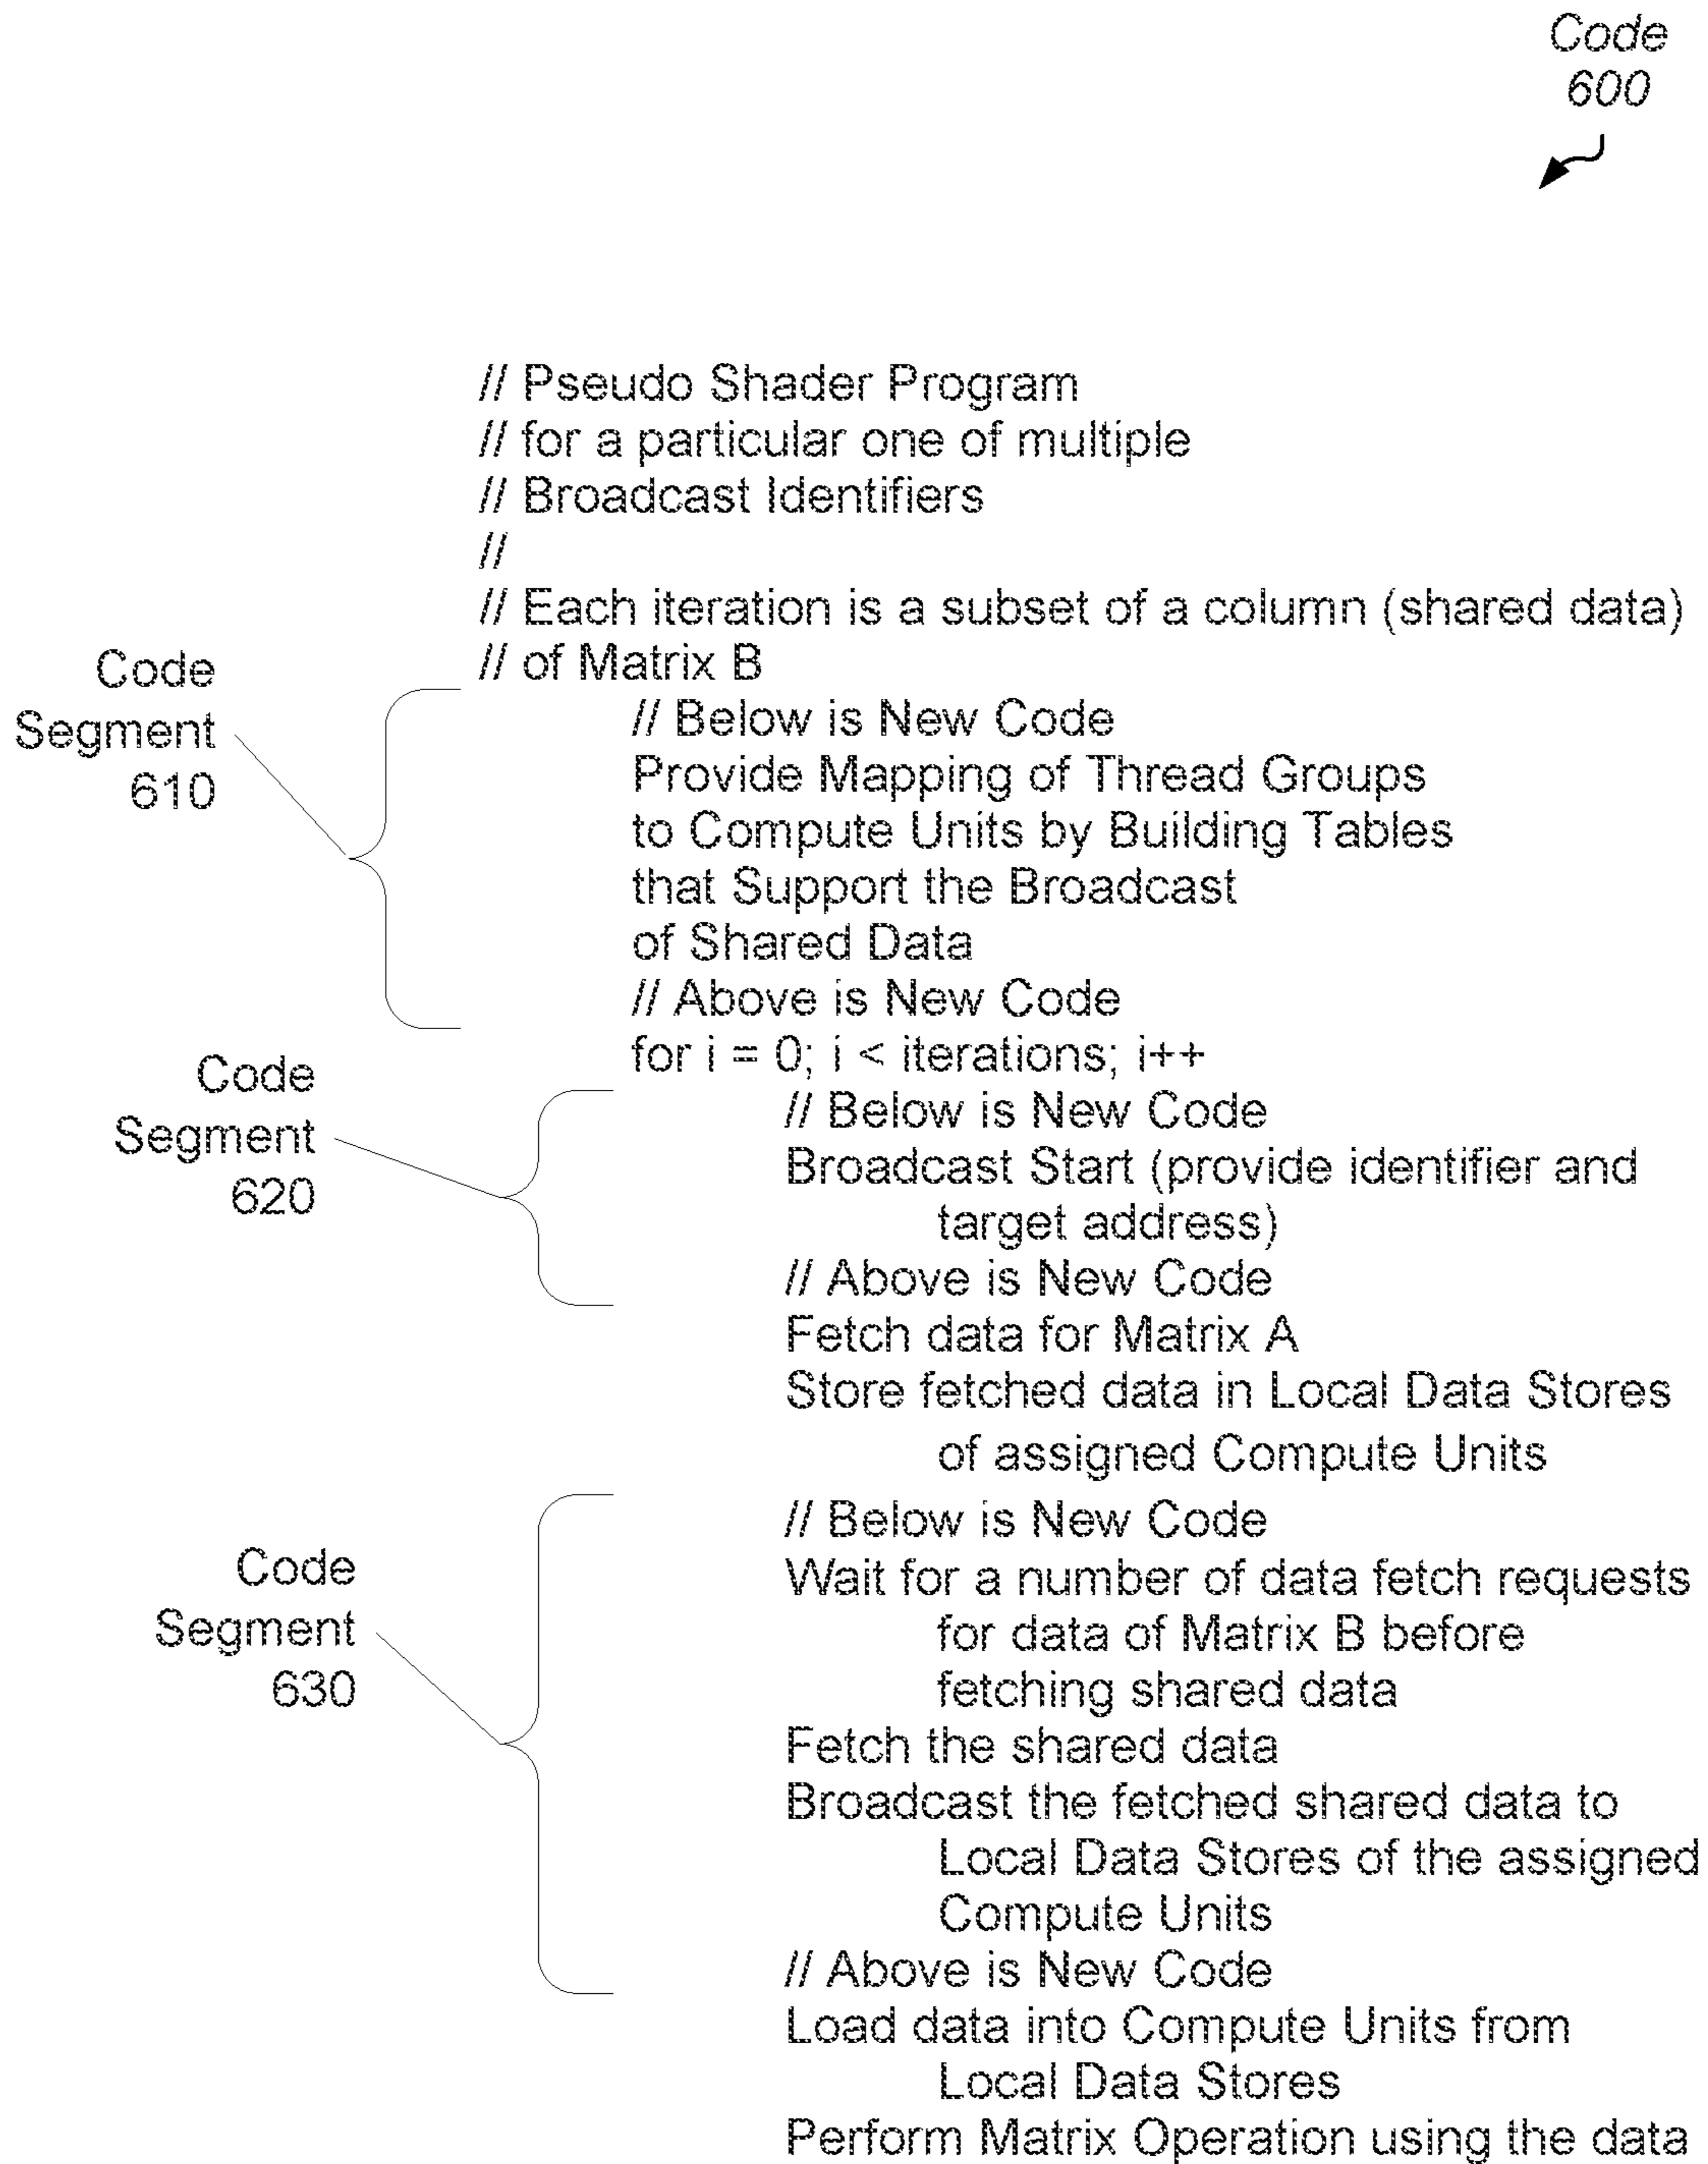 Code
600
// Pseudo Shader Program
// for a particular one of multiple
// Broadcast Identifiers
//
// Each iteration is a subset of a column (shared data)
// of Matrix B
Code
Segment
610
// Below is New Code
Provide Mapping of Thread Groups
to Compute Units by Building Tables
that Support the Broadcast
of Shared Data
// Above is New Code
for i = 0; i < iterations; i++
Code
Segment
620
// Below is New Code
Broadcast Start (provide identifier and
target address)
// Above is New Code
Fetch data for Matrix A
Store fetched data in Local Data Stores
of assigned Compute Units
Code
Segment
630
// Below is New Code
Wait for a number of data fetch requests
for data of Matrix B before
fetching shared data
Fetch the shared data
Broadcast the fetched shared data to
Local Data Stores of the assigned
Compute Units
// Above is New Code
Load data into Compute Units from
Local Data Stores
Perform Matrix Operation using the data